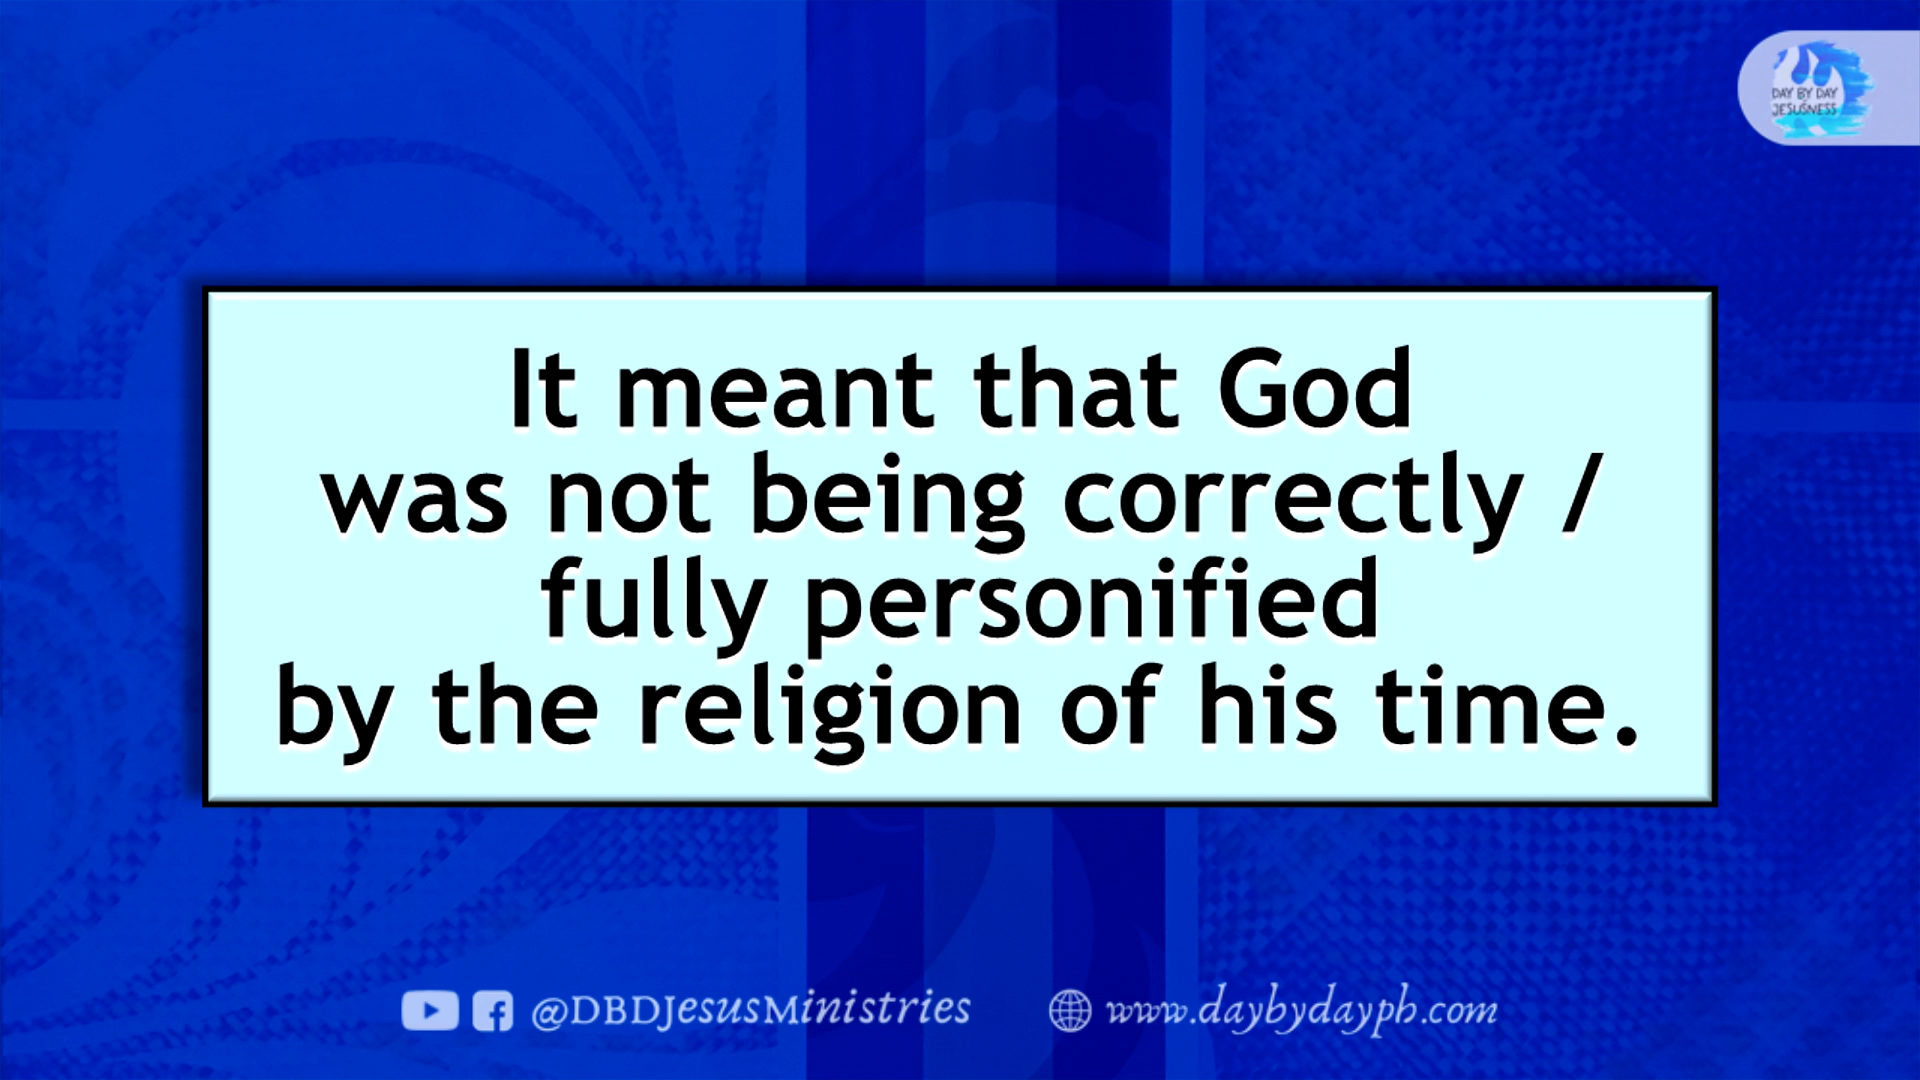 DAY BY DAY
JESUSNESS
It meant that God
was not being correctly /
fully personified
by the religion of his time.
@DBDJesusMinistries
www.daybydayph.com